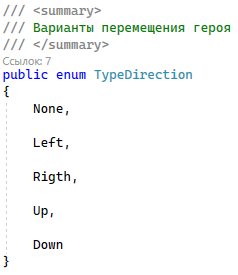 /// <summary>
/// Варианты перемещения героя
/// </summary>
Ссылок: 7
public enum TypeDirection
{
None,
Left,
Rigth,
Up,
Down
}